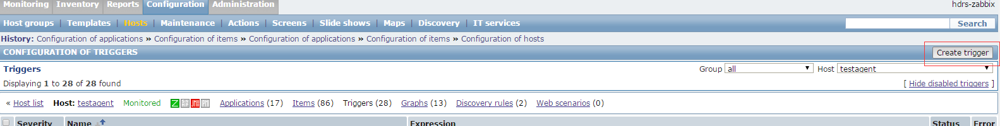 Monitoring Inventory Reports Configuration Administration hdrs-zabbix
Host groups | Templates | Hosts | Maintenance | Actions | Screens | Slide shows | Maps | Discovery | IT services Search
History: Configuration of applications » Configuration of items » Configuration of applications » Configuration of items » Configuration of hosts
CONFIGURATION OF TRIGGERS Create trigger
Triggers Group all Host testagent
Displaying 1 to 28 of 28 found [ Hide disabled triggers ]
« Host list Host: testagent Monitored Z JMX IPMI Applications (17) Items (86) Triggers (28) Graphs (13) Discovery rules (2) Web scenarios (0)
Severity Name Expression Status Error